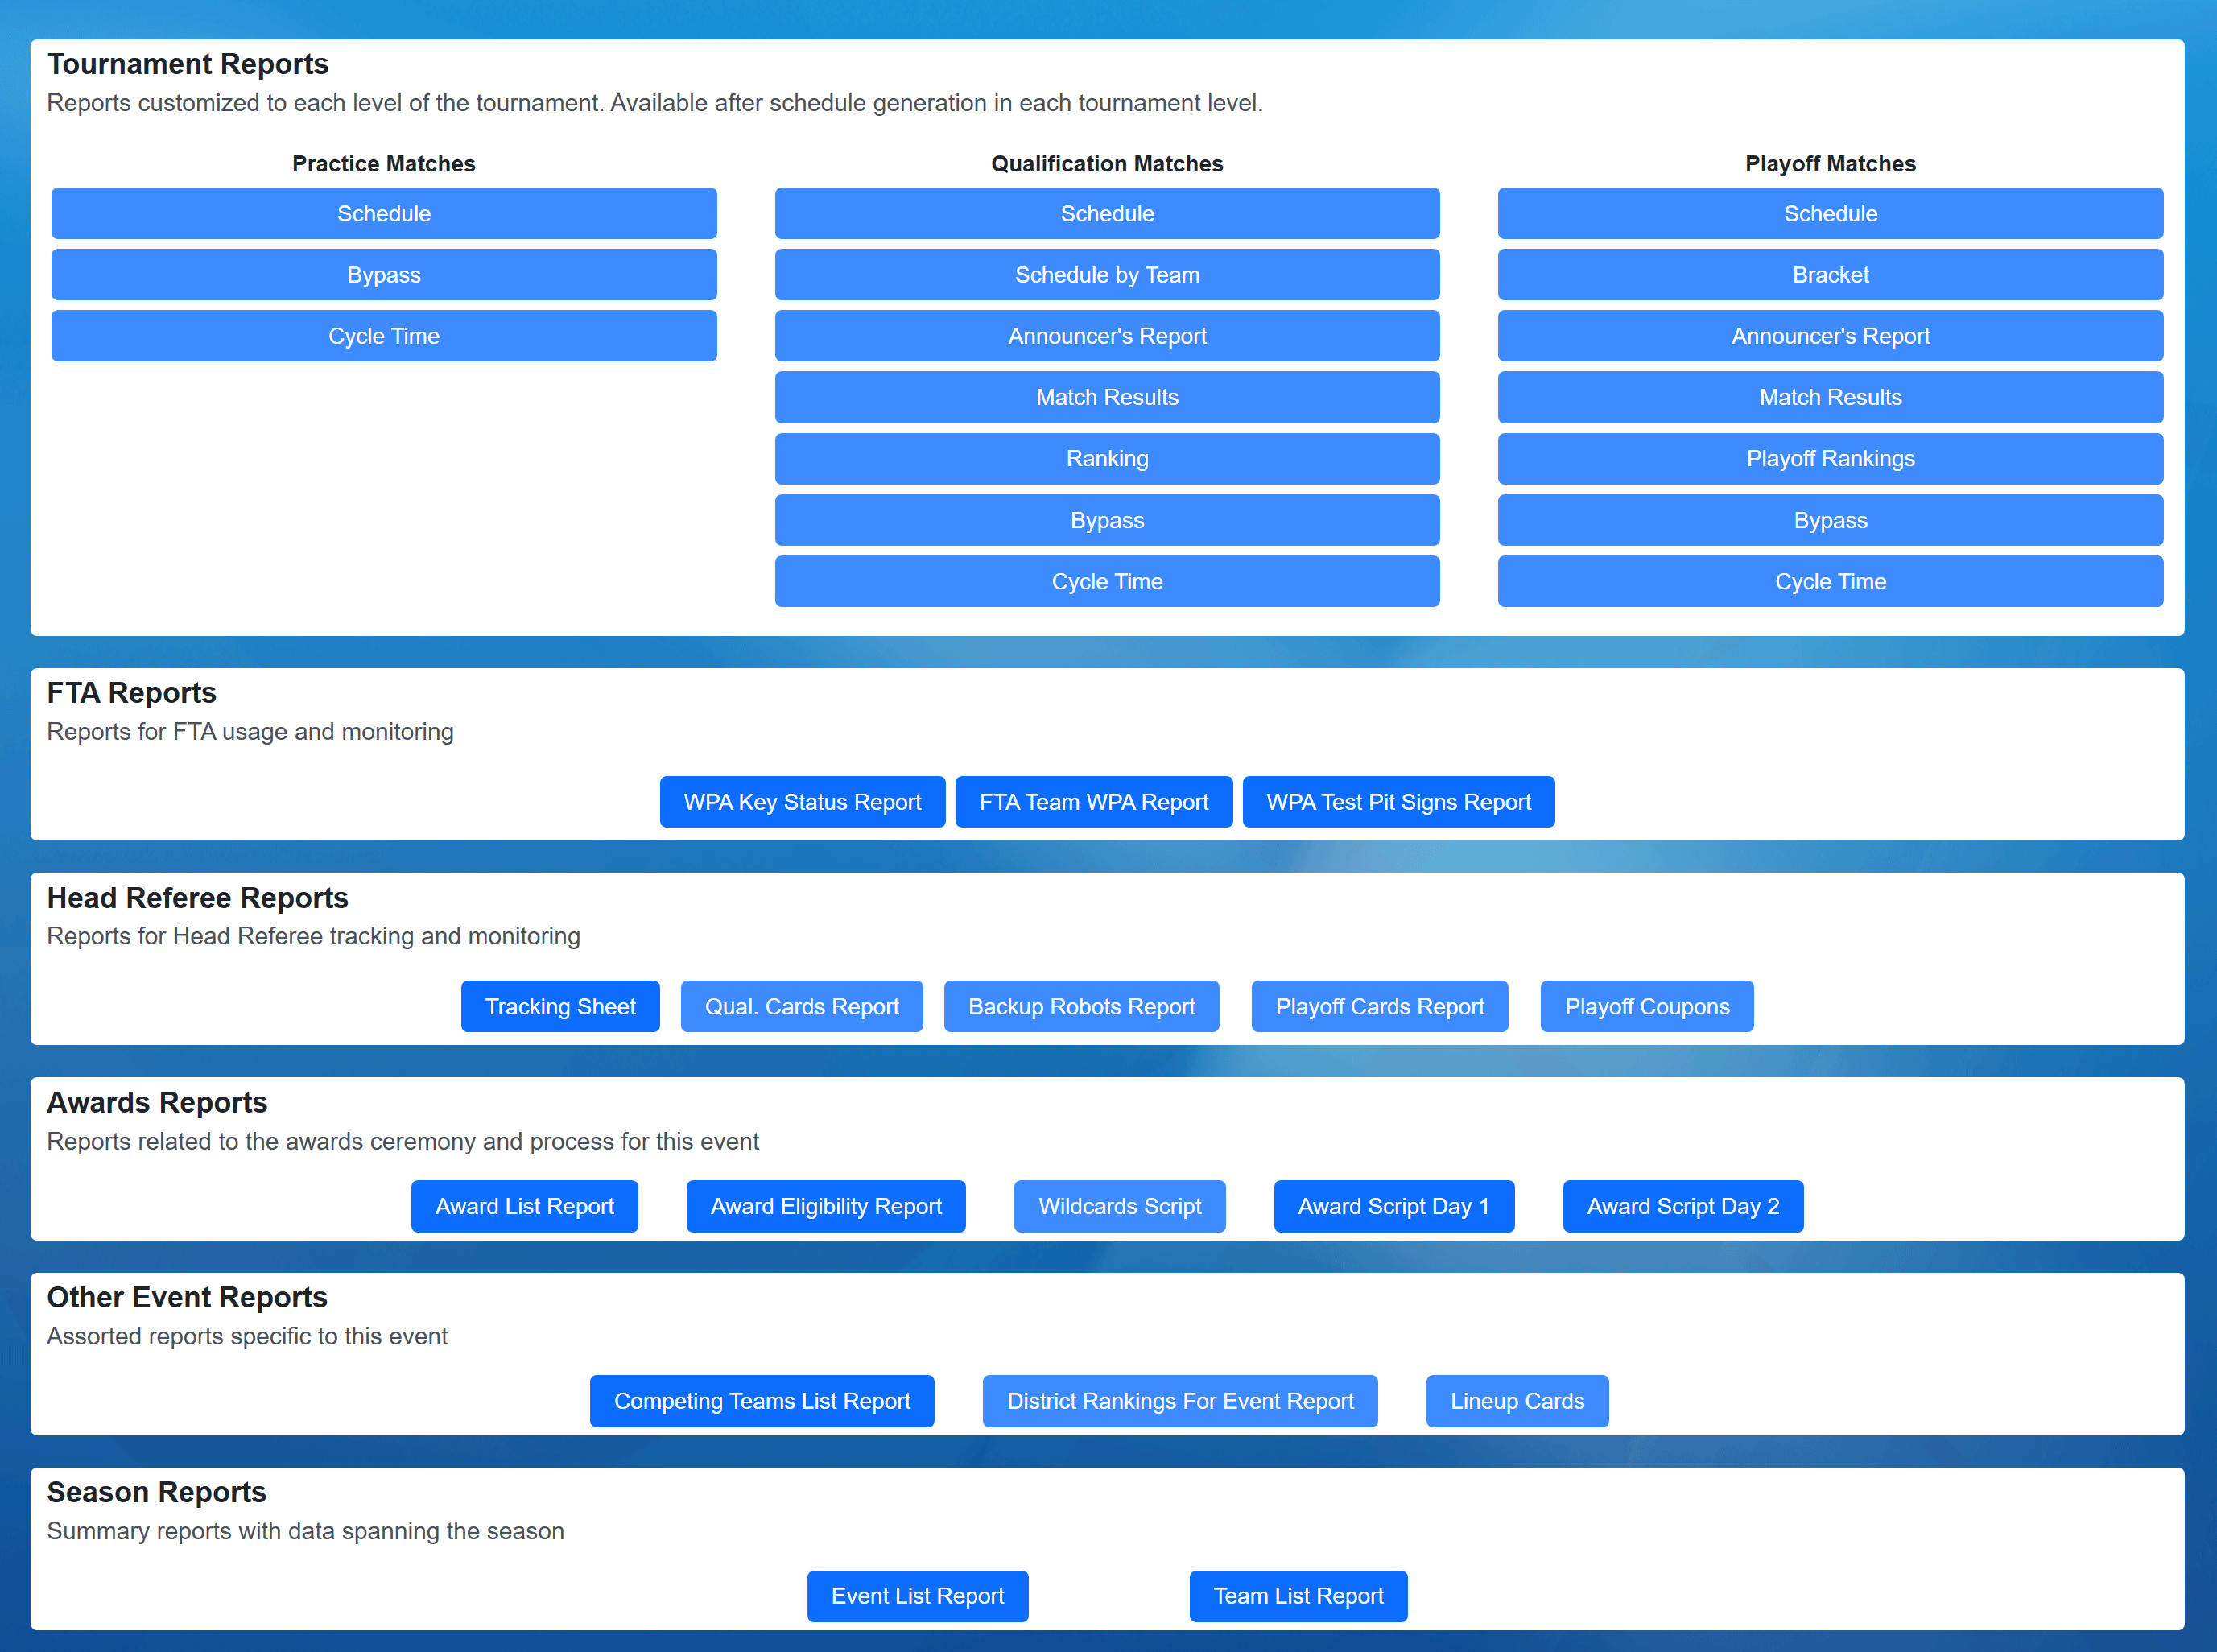 Tournament Reports
Reports customized to each level of the tournament. Available after schedule generation in each tournament level.
Practice Matches
Schedule
Bypass
Cycle Time
Qualification Matches
Schedule
Schedule by Team
Announcer's Report
Match Results
Ranking
Bypass
Cycle Time
Playoff Matches
Schedule
Bracket
Announcer's Report
Match Results
Playoff Rankings
Bypass
Cycle Time
FTA Reports
Reports for FTA usage and monitoring
WPA Key Status Report
FTA Team WPA Report
WPA Test Pit Signs Report
Head Referee Reports
Reports for Head Referee tracking and monitoring
Tracking Sheet
Qual. Cards Report
Backup Robots Report
Playoff Cards Report
Playoff Coupons
Awards Reports
Reports related to the awards ceremony and process for this event
Award List Report
Award Eligibility Report
Wildcards Script
Award Script Day 1
Award Script Day 2
Other Event Reports
Assorted reports specific to this event
Competing Teams List Report
District Rankings For Event Report
Lineup Cards
Season Reports
Summary reports with data spanning the season
Event List Report
Team List Report